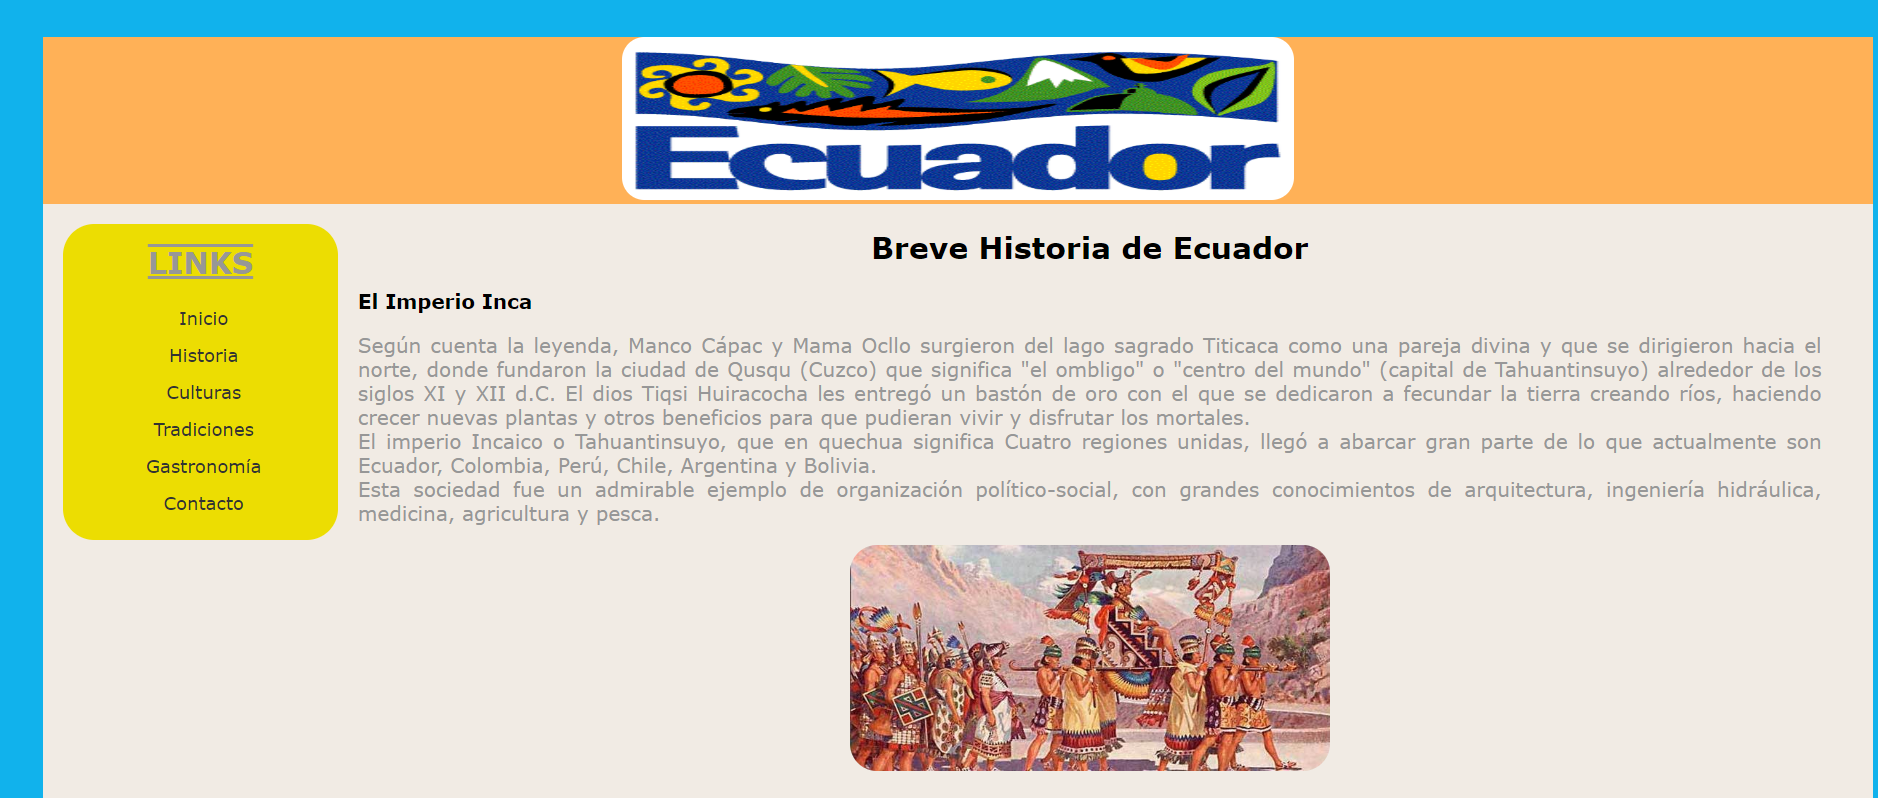 Ecuador
LINKS
Inicio
Historia
Culturas
Tradiciones
Gastronomía
Contacto
Breve Historia de Ecuador
El Imperio Inca
Según cuenta la leyenda, Manco Cápac y Mama Ocllo surgieron del lago sagrado Titicaca como una pareja divina y que se dirigieron hacia el
norte, donde fundaron la ciudad de Qusqu (Cuzco) que significa "el ombligo" o "centro del mundo" (capital de Tahuantinsuyo) alrededor de los
siglos XI y XII d.C. El dios Tiqsi Huiracocha les entregó un bastón de oro con el que se dedicaron a fecundar la tierra creando ríos, haciendo
crecer nuevas plantas y otros beneficios para que pudieran vivir y disfrutar los mortales.
El imperio Incaico o Tahuantinsuyo, que en quechua significa Cuatro regiones unidas, llegó a abarcar gran parte de lo que actualmente son
Ecuador, Colombia, Perú, Chile, Argentina y Bolivia.
Esta sociedad fue un admirable ejemplo de organización político-social, con grandes conocimientos de arquitectura, ingeniería hidráulica,
medicina, agricultura y pesca.